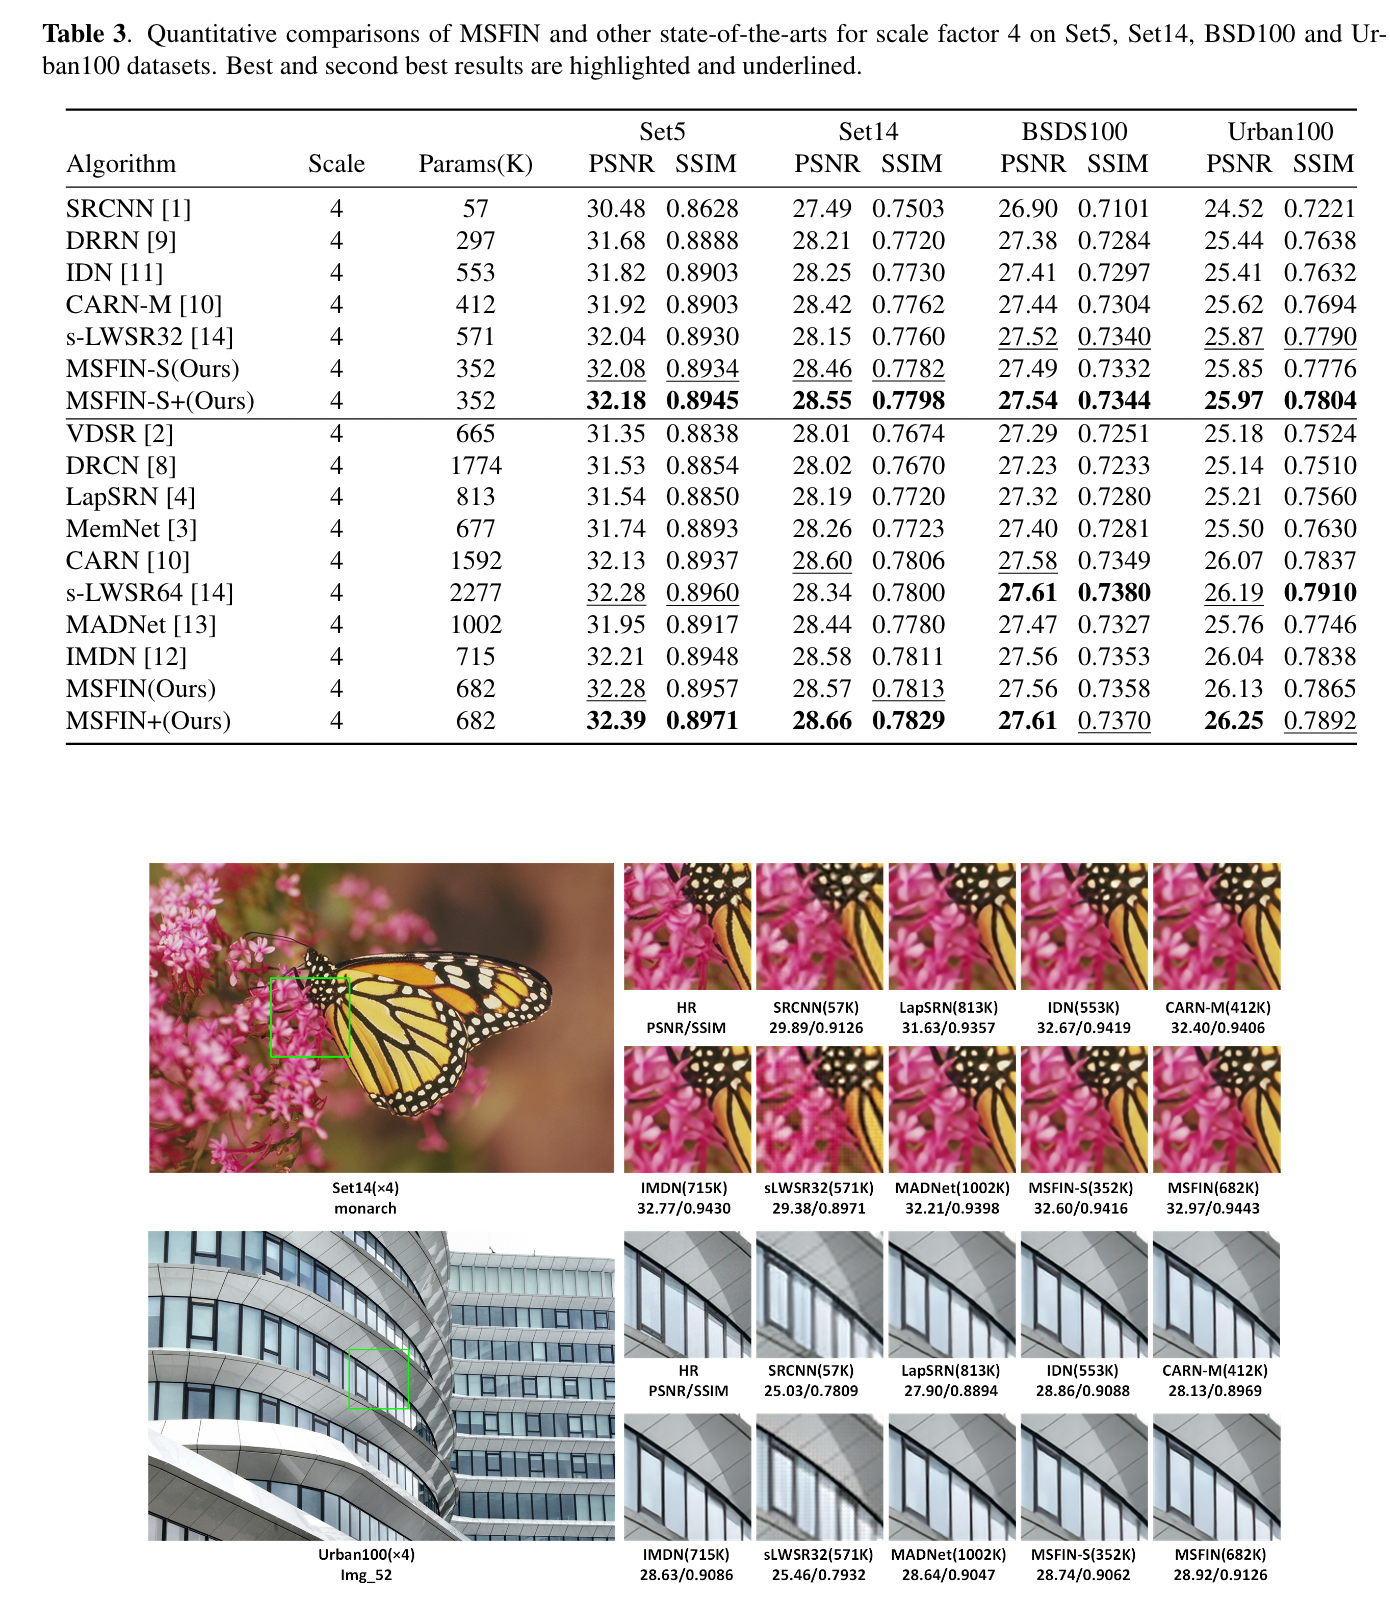 Table 3. Quantitative comparisons of MSFIN and other state-of-the-arts for scale factor 4 on Set5, Set14, BSD100 and Ur-
ban100 datasets. Best and second best results are highlighted and underlined.
Set5 Set14 BSDS100 Urban100
Algorithm Scale Params(K) PSNR SSIM PSNR SSIM PSNR SSIM PSNR SSIM
SRCNN [1] 4 57 30.48 0.8628 27.49 0.7503 26.90 0.7101 24.52 0.7221
DRRN [9] 4 297 31.68 0.8888 28.21 0.7720 27.38 0.7284 25.44 0.7638
IDN [11] 4 553 31.82 0.8903 28.25 0.7730 27.41 0.7297 25.41 0.7632
CARN-M [10] 4 412 31.92 0.8903 28.42 0.7762 27.44 0.7304 25.62 0.7694
s-LWSR32 [14] 4 571 32.04 0.8930 28.15 0.7760 27.52 0.7340 25.87 0.7790
MSFIN-S(Ours) 4 352 32.08 0.8934 28.46 0.7782 27.49 0.7332 25.85 0.7776
MSFIN-S+(Ours) 4 352 32.18 0.8945 28.55 0.7798 27.54 0.7344 25.97 0.7804
VDSR [2] 4 665 31.35 0.8838 28.01 0.7674 27.29 0.7251 25.18 0.7524
DRCN [8] 4 1774 31.53 0.8854 28.02 0.7670 27.23 0.7233 25.14 0.7510
LapSRN [4] 4 813 31.54 0.8850 28.19 0.7720 27.32 0.7280 25.21 0.7560
MemNet [3] 4 677 31.74 0.8893 28.26 0.7723 27.40 0.7281 25.50 0.7630
CARN [10] 4 1592 32.13 0.8937 28.60 0.7806 27.58 0.7349 26.07 0.7837
s-LWSR64 [14] 4 2277 32.28 0.8960 28.34 0.7800 27.61 0.7380 26.19 0.7910
MADNet [13] 4 1002 31.95 0.8917 28.44 0.7780 27.47 0.7327 25.76 0.7746
IMDN [12] 4 715 32.21 0.8948 28.58 0.7811 27.56 0.7353 26.04 0.7838
MSFIN(Ours) 4 682 32.28 0.8957 28.57 0.7813 27.56 0.7358 26.13 0.7865
MSFIN+(Ours) 4 682 32.39 0.8971 28.66 0.7829 27.61 0.7370 26.25 0.7892
HR SRCNN(57K) LapSRN(813K) IDN(553K) CARN-M(412K)
PSNR/SSIM 29.89/0.9126 31.63/0.9357 32.67/0.9419 32.40/0.9406
Set14(×4) IMDN(715K) sLWSR32(571K) MADNet(1002K) MSFIN-S(352K) MSFIN(682K)
monarch 32.77/0.9430 29.38/0.8971 32.21/0.9398 32.60/0.9416 32.97/0.9443
HR SRCNN(57K) LapSRN(813K) IDN(553K) CARN-M(412K)
PSNR/SSIM 25.03/0.7809 27.90/0.8894 28.86/0.9088 28.13/0.8969
Urban100(×4) IMDN(715K) sLWSR32(571K) MADNet(1002K) MSFIN-S(352K) MSFIN(682K)
Img_52 28.63/0.9086 25.46/0.7932 28.64/0.9047 28.74/0.9062 28.92/0.9126